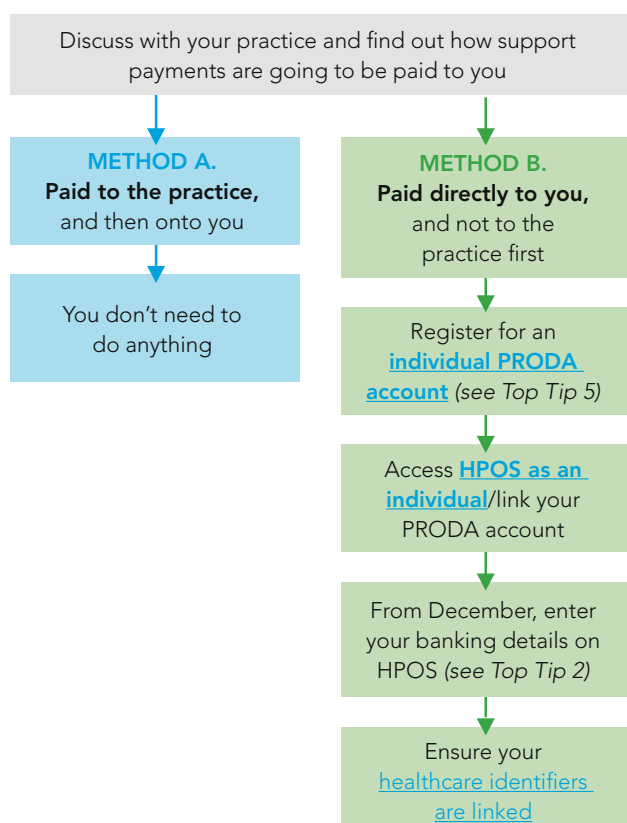 Discuss with your practice and find out how support
payments are going to be paid to you
METHOD A.
Paid to the practice,
and then onto you
You don’t need to
do anything
METHOD B.
Paid directly to you,
and not to the
practice first
Register for an
individual PRODA
account (see Top Tip 5)
Access HPOS as an
individual/link your
PRODA account
From December, enter
your banking details on
HPOS (see Top Tip 2)
Ensure your
healthcare identifiers
are linked